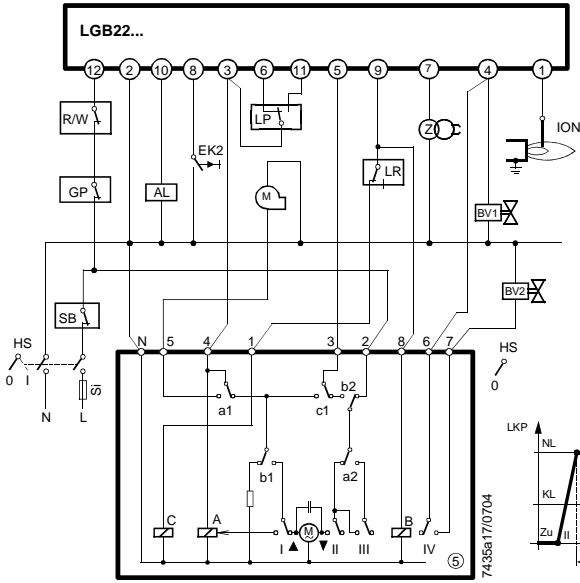 LGB22...
12 2 10 8 3 6 11 5 9 7 4 1
R/W
LP
Z
ION
EK2
GP
AL
M
LR
BV1
BV2
SB
HS
0 I
Si
N L
N 5 4 1 3 2 8 6 7
HS
0
a1
c1
b2
b1
a2
C
A
I
M
~
II
III
B
IV
5
7435a17/0704
LKP
NL
KL
Zu
II